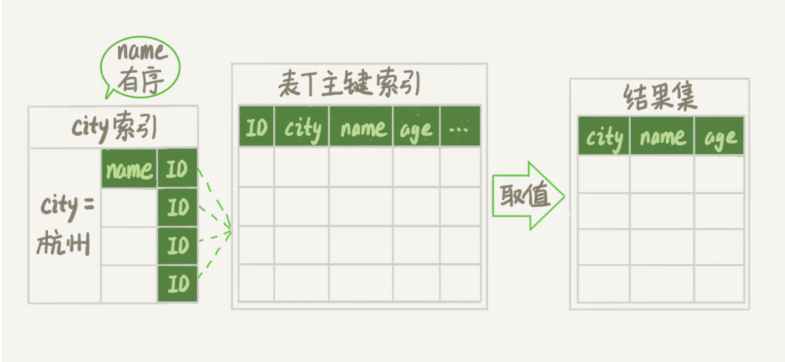 name
有序
city索引
name ID
city=
杭州
ID
ID
ID
表T主键索引
ID city name age ...
取值
结果集
city name age